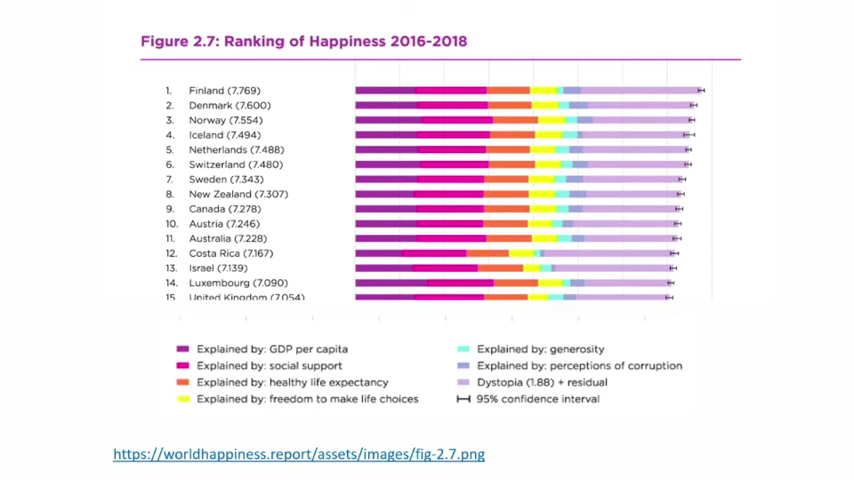 Figure 2.7: Ranking of Happiness 2016-2018
1. Finland (7.769)
2. Denmark (7.600)
3. Norway (7.554)
4. Iceland (7.494)
5. Netherlands (7.488)
6. Switzerland (7.480)
7. Sweden (7.343)
8. New Zealand (7.307)
9. Canada (7.278)
10. Austria (7.246)
11. Australia (7.228)
12. Costa Rica (7.167)
13. Israel (7.139)
14. Luxembourg (7.090)
15. United Kingdom (7.054)
Explained by: GDP per capita
Explained by: social support
Explained by: healthy life expectancy
Explained by: freedom to make life choices
Explained by: generosity
Explained by: perceptions of corruption
Dystopia (1.88) + residual
95% confidence interval
https://worldhappiness.report/assets/images/fig-2.7.png